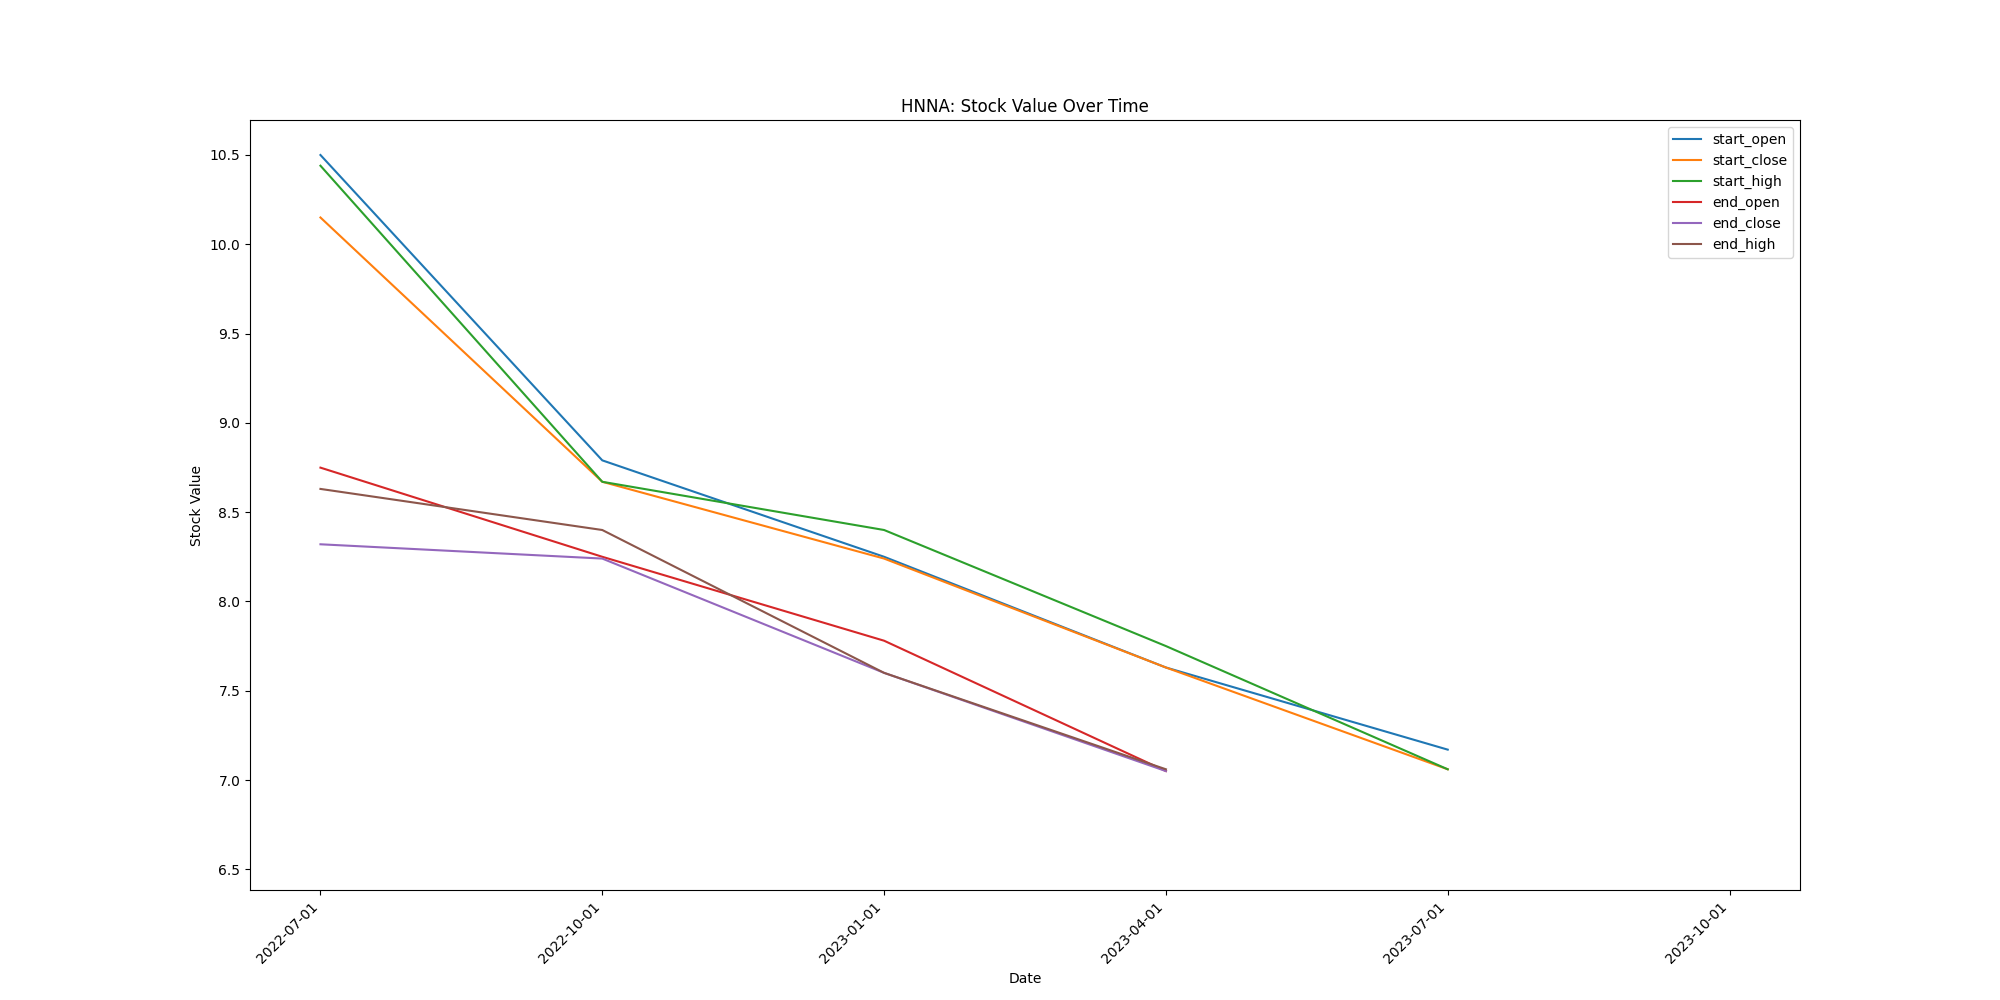 HNNA: Stock Value Over Time
start_open
start_close
start_high
end_open
end_close
end_high
Stock Value
10.5
10.0
9.5
9.0
8.5
8.0
7.5
7.0
6.5
2022-07-01
2022-10-01
2023-01-01
2023-04-01
2023-07-01
2023-10-01
Date